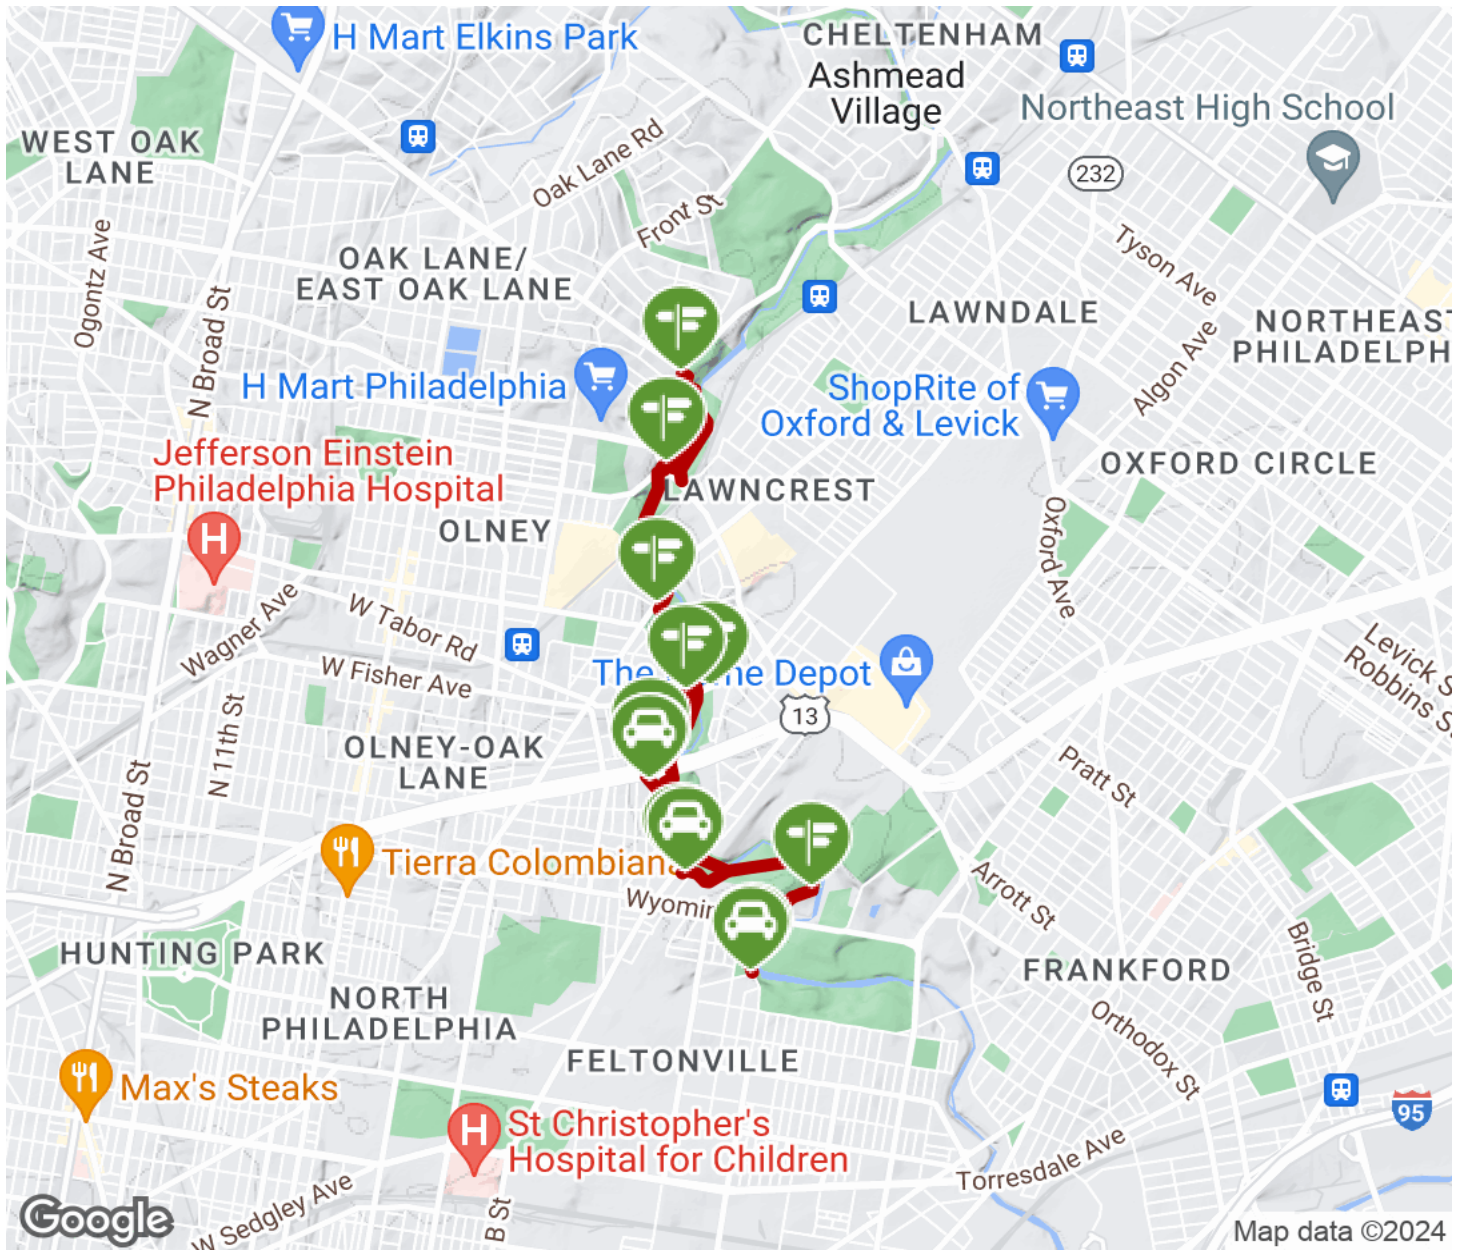 H Mart Elkins Park
CHELTENHAM
Ashmead
Village
Northeast High School
WEST OAK
LANE
Oak Lane Rd
232
Front St
Tyson Ave
Ogontz Ave
OAK LANE/
EAST OAK LANE
N Broad St
LAWNDALE
NORTHEAST
PHILADELPH
Algon Ave
H Mart Philadelphia
ShopRite of
Oxford & Levick
Jefferson Einstein
Philadelphia Hospital
H
OXFORD CIRCLE
LAWNCREST
OLNEY
Oxford Ave
Wagner Ave
W Tabor Rd
W Fisher Ave
Levick S
Robbins S
The
me Depot
13
N 11th St
OLNEY-OAK
LANE
Pratt St
N Broad St
Tierra Colombiana
Wyomin
Arrott St
HUNTING PARK
FRANKFORD
Bridge St
NORTH
PHILADELPHIA
Orthodox St
FELTONVILLE
Max's Steaks
95
H
St Christopher's
Hospital for Children
Torresdale Ave
W Sedgley Ave
B St
Google
Map data ©2024